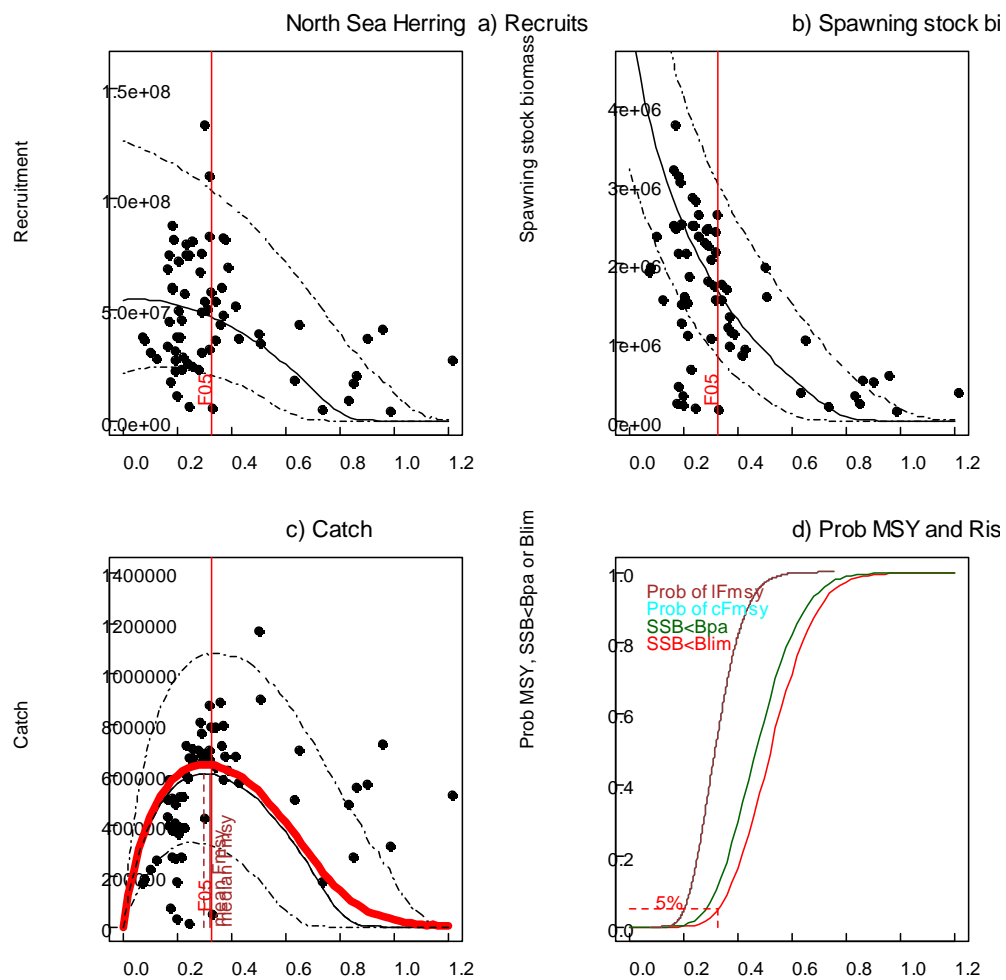 North Sea Herring a) Recruits
Recruitment
1.5e+08
1.0e+08
5.0e+07
0.0e+00
F05
0.0 0.2 0.4 0.6 0.8 1.0 1.2
b) Spawning stock bi
Spawning stock biomass
4e+06
3e+06
2e+06
1e+06
0e+00
F05
0.0 0.2 0.4 0.6 0.8 1.0 1.2
c) Catch
Catch
1400000
1200000
1000000
800000
600000
400000
200000
0
F05
mean Fmsy
median Fmsy
0.0 0.2 0.4 0.6 0.8 1.0 1.2
d) Prob MSY and Ris
Prob MSY, SSB<Bpa or Blim
1.0
0.8
0.6
0.4
0.2
0.0
Prob of lFmsy
Prob of cFmsy
SSB<Bpa
SSB<Blim
5%
0.0 0.2 0.4 0.6 0.8 1.0 1.2